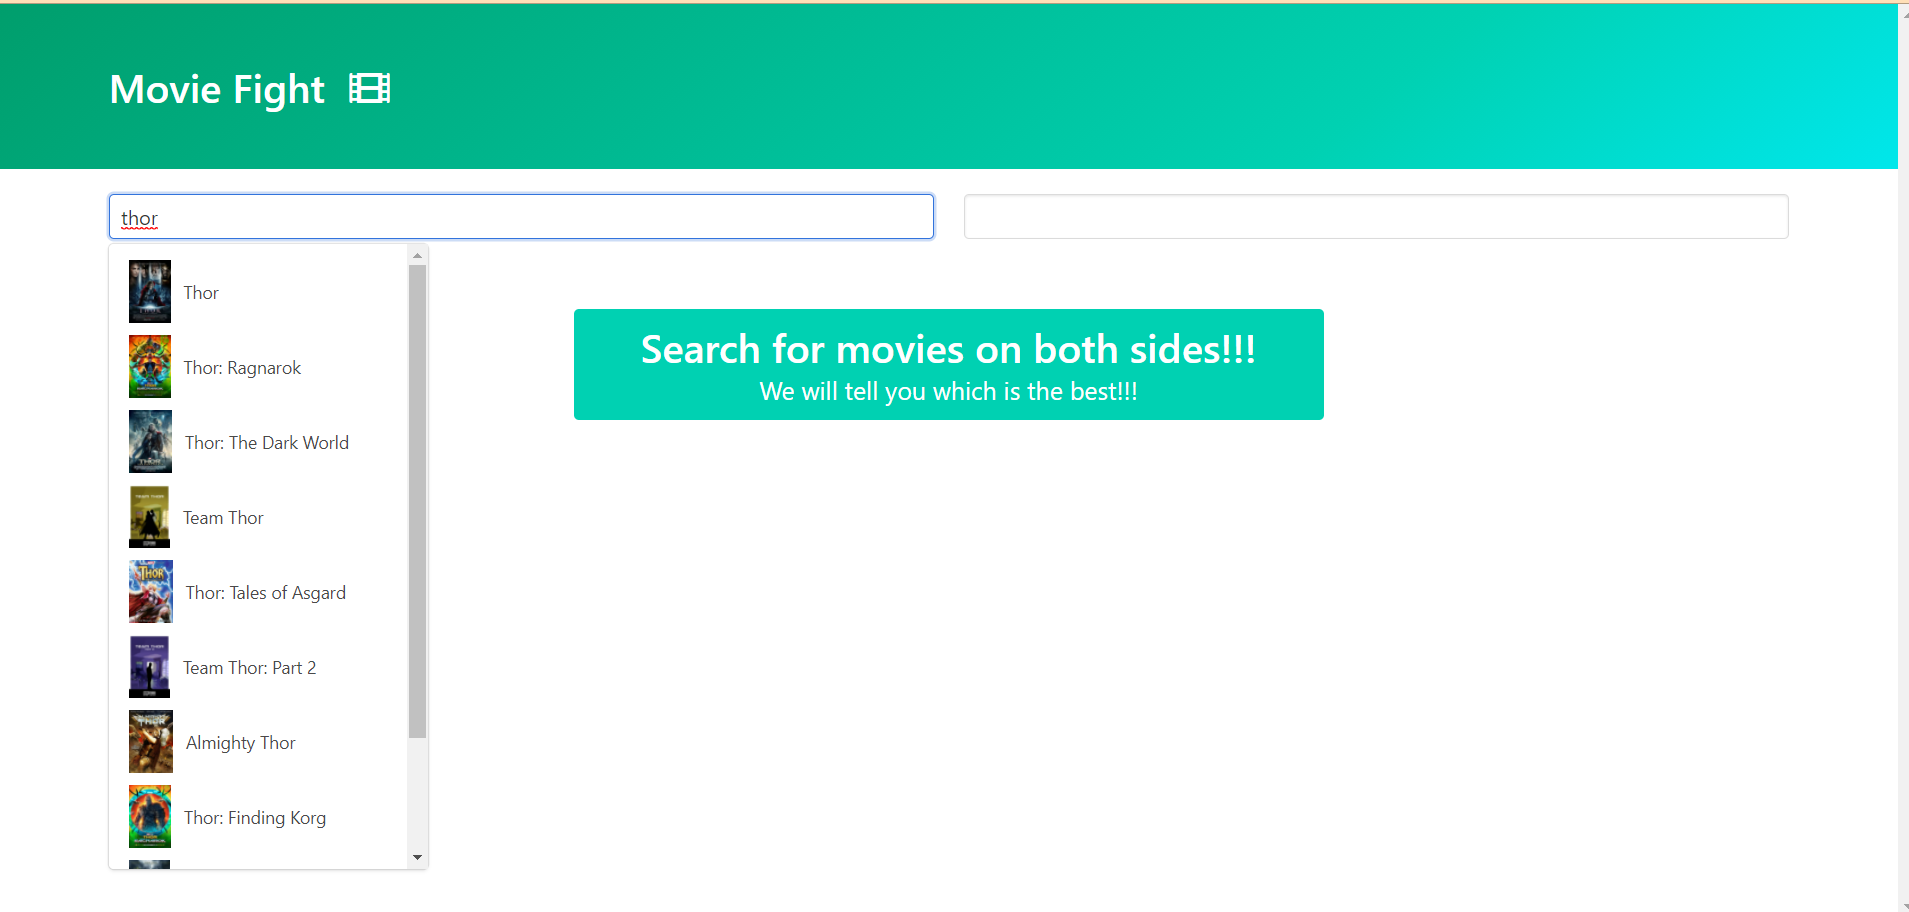 Movie Fight
thor
Thor
Thor: Ragnarok
Thor: The Dark World
Team Thor
Thor: Tales of Asgard
Team Thor: Part 2
Almighty Thor
Thor: Finding Korg
Search for movies on both sides!!!
We will tell you which is the best!!!